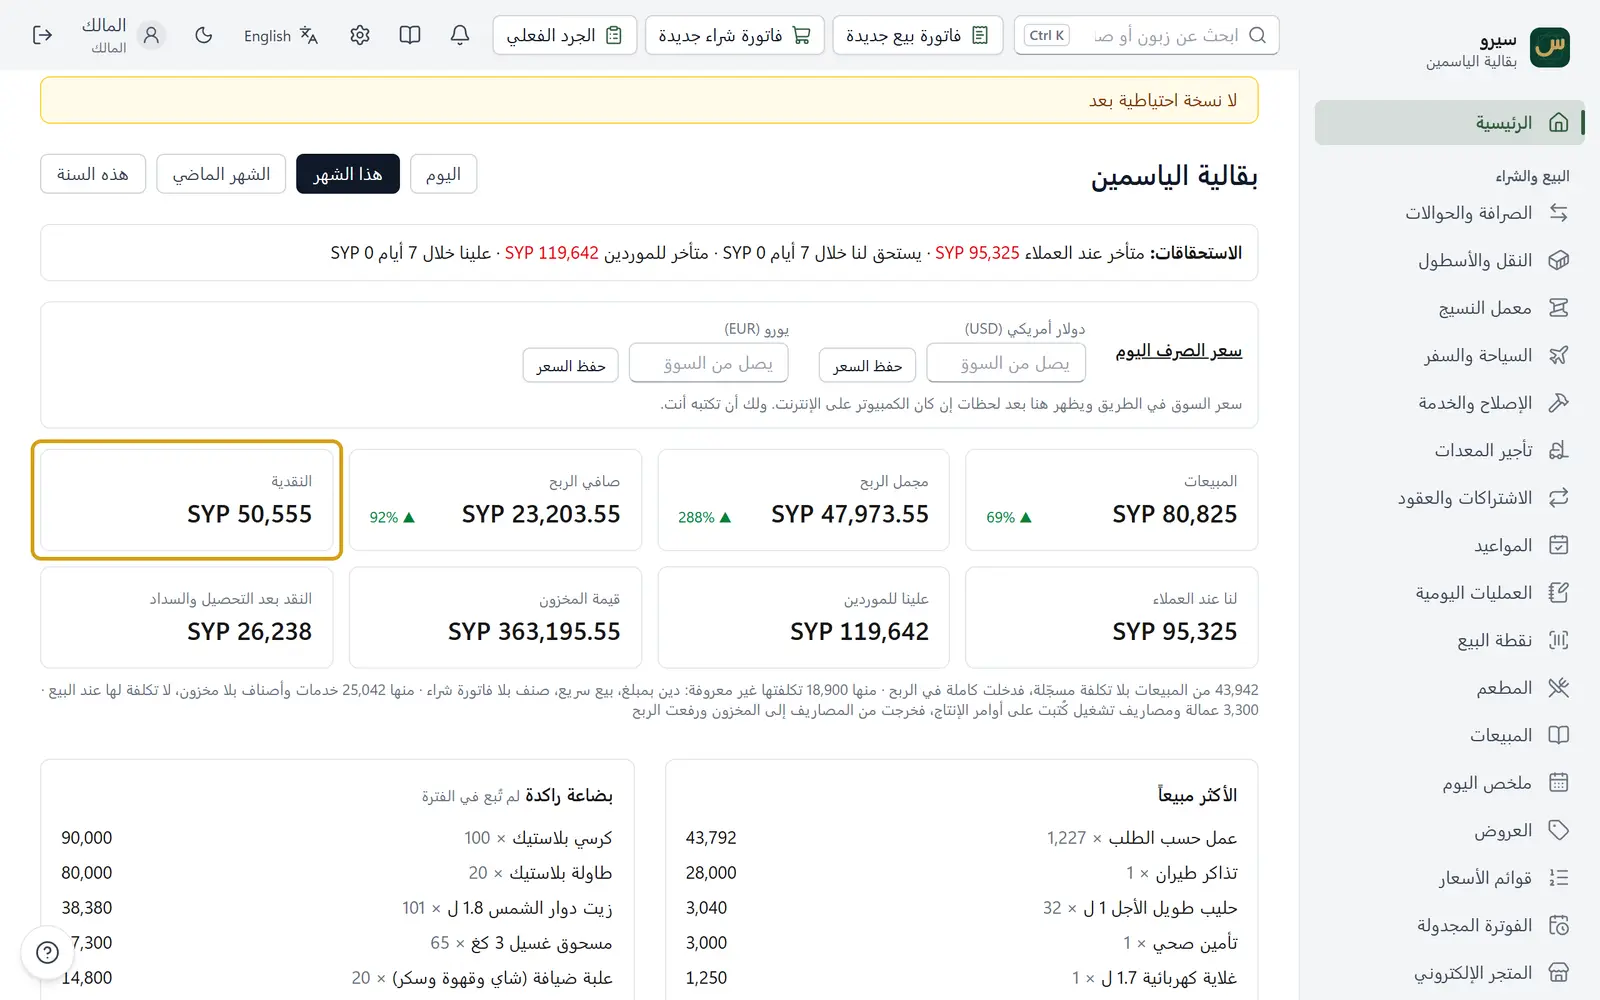 سيرو
بقالية الياسمين
ابحث عن زبون أو صـ
Ctrl K
فاتورة بيع جديدة
فاتورة شراء جديدة
الجرد الفعلي
English
المالك
المالك
الرئيسية
البيع والشراء
الصرافة والحوالات
النقل والأسطول
معمل النسيج
السياحة والسفر
الإصلاح والخدمة
تأجير المعدات
الاشتراكات والعقود
المواعيد
العمليات اليومية
نقطة البيع
المطعم
المبيعات
ملخص اليوم
العروض
قوائم الأسعار
الفوترة المجدولة
المتجر الإلكتروني
لا نسخة احتياطية بعد
بقالية الياسمين
اليوم
هذا الشهر
الشهر الماضي
هذه السنة
الاستحقاقات: متأخر عند العملاء SYP 95,325 · يستحق لنا خلال 7 أيام SYP 0 · متأخر للموردين SYP 119,642 · علينا خلال 7 أيام SYP 0
سعر الصرف اليوم
دولار أمريكي (USD)
يصل من السوق
حفظ السعر
يورو (EUR)
يصل من السوق
حفظ السعر
سعر السوق في الطريق ويظهر هنا بعد لحظات إن كان الكمبيوتر على الإنترنت. ولك أن تكتبه أنت.
المبيعات
SYP 80,825
69% ▲
مجمل الربح
SYP 47,973.55
288% ▲
صافي الربح
SYP 23,203.55
92% ▲
النقدية
SYP 50,555
لنا عند العملاء
SYP 95,325
علينا للموردين
SYP 119,642
قيمة المخزون
SYP 363,195.55
النقد بعد التحصيل والسداد
SYP 26,238
43,942 من المبيعات بلا تكلفة مسجّلة، فدخلت كاملة في الربح · منها 18,900 تكلفتها غير معروفة: دين بمبلغ، بيع سريع، صنف بلا فاتورة شراء · منها 25,042 خدمات وأصناف بلا مخزون، لا تكلفة لها عند البيع ·
3,300 عمالة ومصاريف تشغيل كُتبت على أوامر الإنتاج، فخرجت من المصاريف إلى المخزون ورفعت الربح
الأكثر مبيعاً
عمل حسب الطلب × 1,227
43,792
تذاكر طيران × 1
28,000
حليب طويل الأجل 1 ل × 32
3,040
تأمين صحي × 1
3,000
غلاية كهربائية 1.7 ل × 1
1,250
بضاعة راكدة لم تُبع في الفترة
كرسي بلاستيك × 100
90,000
طاولة بلاستيك × 20
80,000
زيت دوار الشمس 1.8 ل × 101
38,380
مسحوق غسيل 3 كغ × 65
7,300
علبة ضيافة (شاي وقهوة وسكر) × 20
14,800